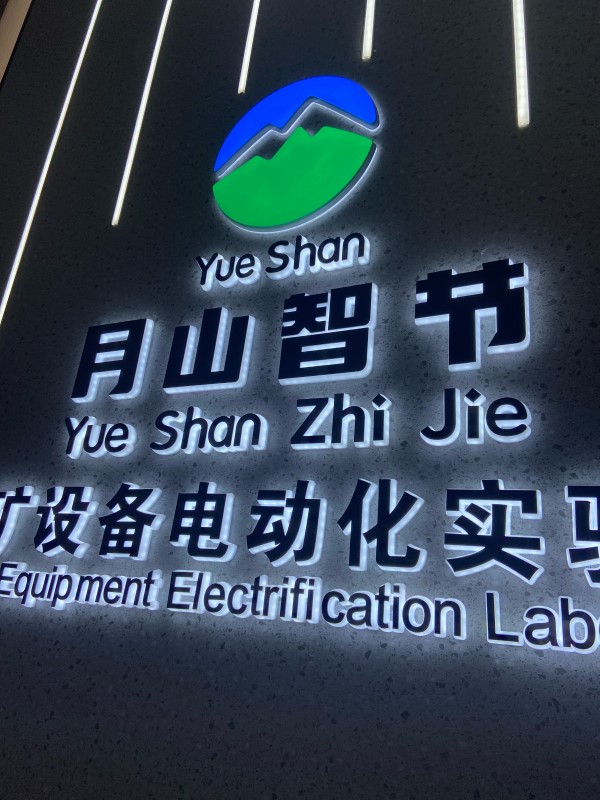 Yue Shan
月山智节
Yue Shan Zhi Jie
矿设备电动化实
Equipment Electrification Lab